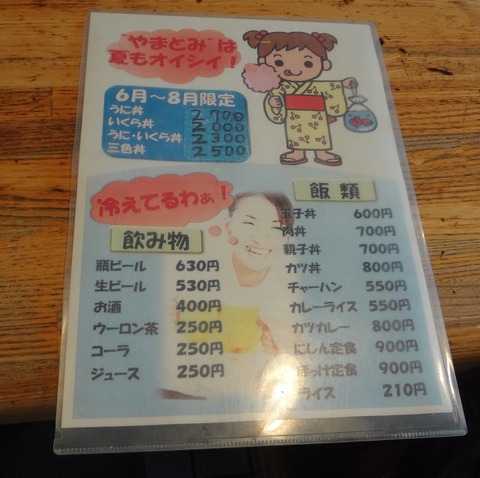 "やまとみ"は
夏もオイシイ!
6月～8月限定
うに丼 2700
いくら丼 2000
うに・いくら丼 2300
三色丼 2500
冷えてるわぁ!
飲み物
瓶ビール 630円
生ビール 530円
お酒 400円
ウーロン茶 250円
コーラ 250円
ジュース 250円
飯類
玉子丼 600円
肉丼 700円
親子丼 700円
カツ丼 800円
チャーハン 550円
カレーライス 550円
カツカレー 800円
にしん定食 900円
ほっけ定食 900円
ライス 210円